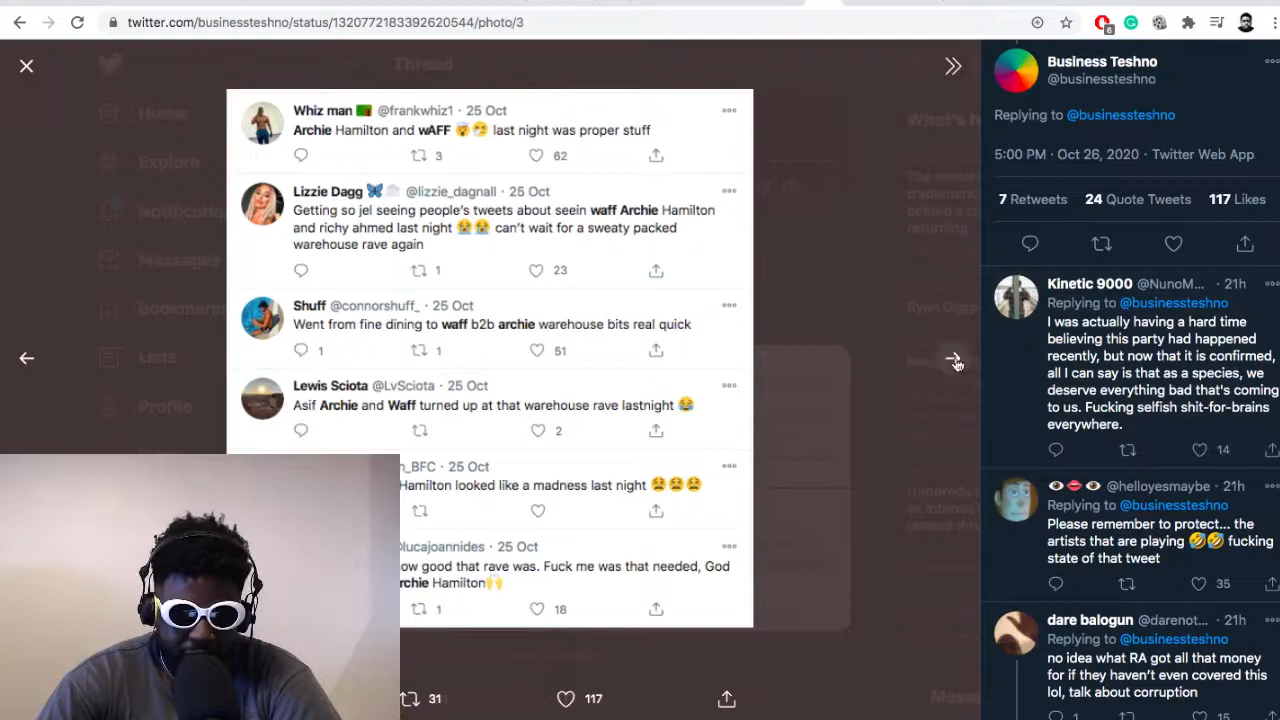 twitter.com/businessteshno/status/1320772183392620544/photo/3
6
Thread
Home
Explore
Messages
Lists
Profile
What's h
Whiz man @frankwhiz1 · 25 Oct
Archie Hamilton and wAFF 🤯🤧 last night was proper stuff
3 62
Lizzie Dagg 🦋 @lizzie_dagnall · 25 Oct
Getting so jel seeing people's tweets about seein waff Archie Hamilton
and richy ahmed last night 😭😭 can't wait for a sweaty packed
warehouse rave again
1 23
Shuff @connorshuff_ · 25 Oct
Went from fine dining to waff b2b archie warehouse bits real quick
1 1 51
Lewis Sciota @LvSciota · 25 Oct
Asif Archie and Waff turned up at that warehouse rave lastnight 😂
2
n_BFC · 25 Oct
Hamilton looked like a madness last night 😫😫😫
@lucajoannides · 25 Oct
ow good that rave was. Fuck me was that needed, God
rchie Hamilton🙌
1 18
31 117
Business Teshno
@businessteshno
Replying to @businessteshno
5:00 PM · Oct 26, 2020 · Twitter Web App
7 Retweets 24 Quote Tweets 117 Likes
Kinetic 9000 @NunoM... · 21h
Replying to @businessteshno
I was actually having a hard time
believing this party had happened
recently, but now that it is confirmed,
all I can say is that as a species, we
deserve everything bad that's coming
to us. Fucking selfish shit-for-brains
everywhere.
14
👁👄👁 @helloyesmaybe · 21h
Replying to @businessteshno
Please remember to protect... the
artists that are playing 🤣🤣 fucking
state of that tweet
35
dare balogun @darenot... · 21h
Replying to @businessteshno
no idea what RA got all that money
for if they haven't even covered this
lol, talk about corruption
1 15